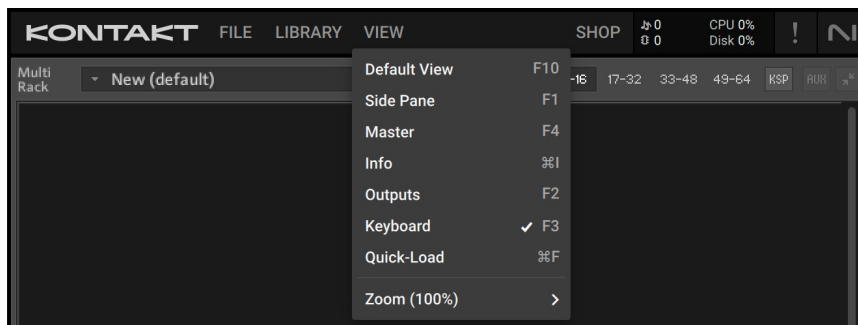 KONTAKT FILE LIBRARY VIEW SHOP 0 CPU 0% ! NI
0 Disk 0%
Multi
Rack
New (default)
-16 17-32 33-48 49-64 KSP AUX
Default View F10
Side Pane F1
Master F4
Info ⌘I
Outputs F2
Keyboard ✓ F3
Quick-Load ⌘F
Zoom (100%) >